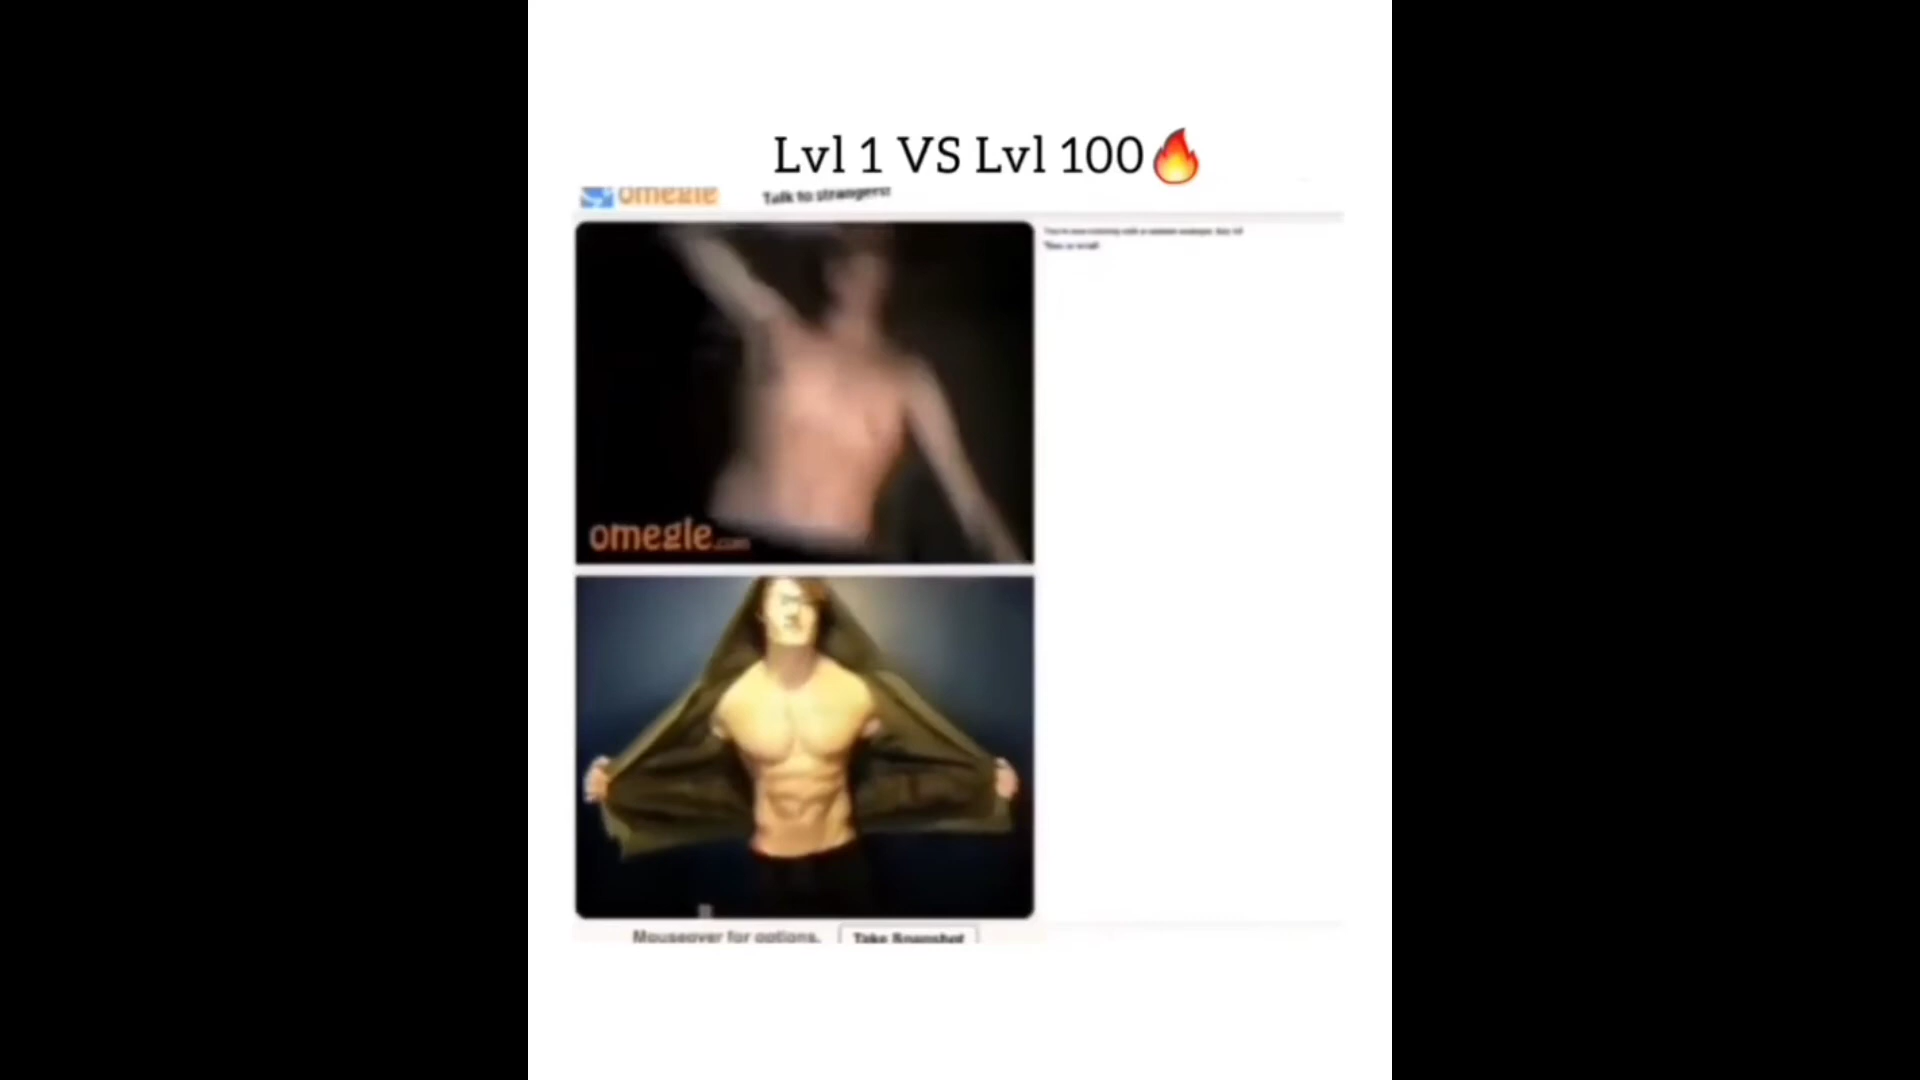 Lvl 1 VS Lvl 100🔥
omegle
Talk to strangers!
omegle.com
Mouseover for options.
Take Snapshot